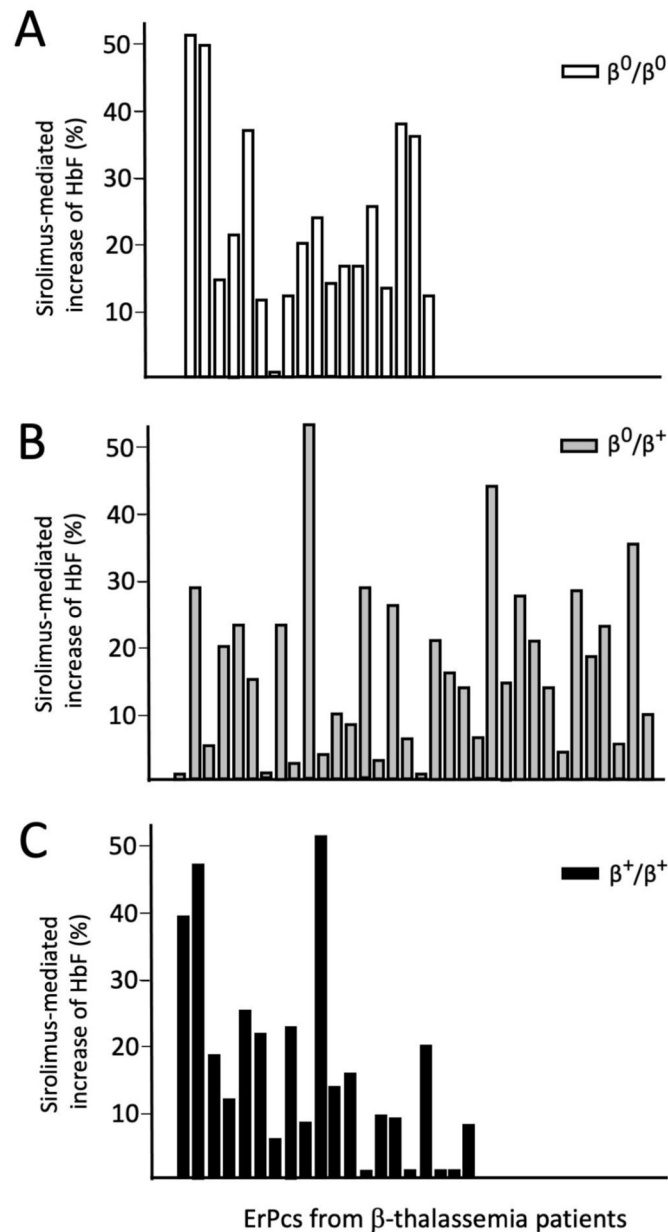 A
β⁰/β⁰
Sirolimus-mediated
increase of HbF (%)
50
40
30
20
10
B
β⁰/β⁺
Sirolimus-mediated
increase of HbF (%)
50
40
30
20
10
C
β⁺/β⁺
Sirolimus-mediated
increase of HbF (%)
50
40
30
20
10
ErPcs from β-thalassemia patients